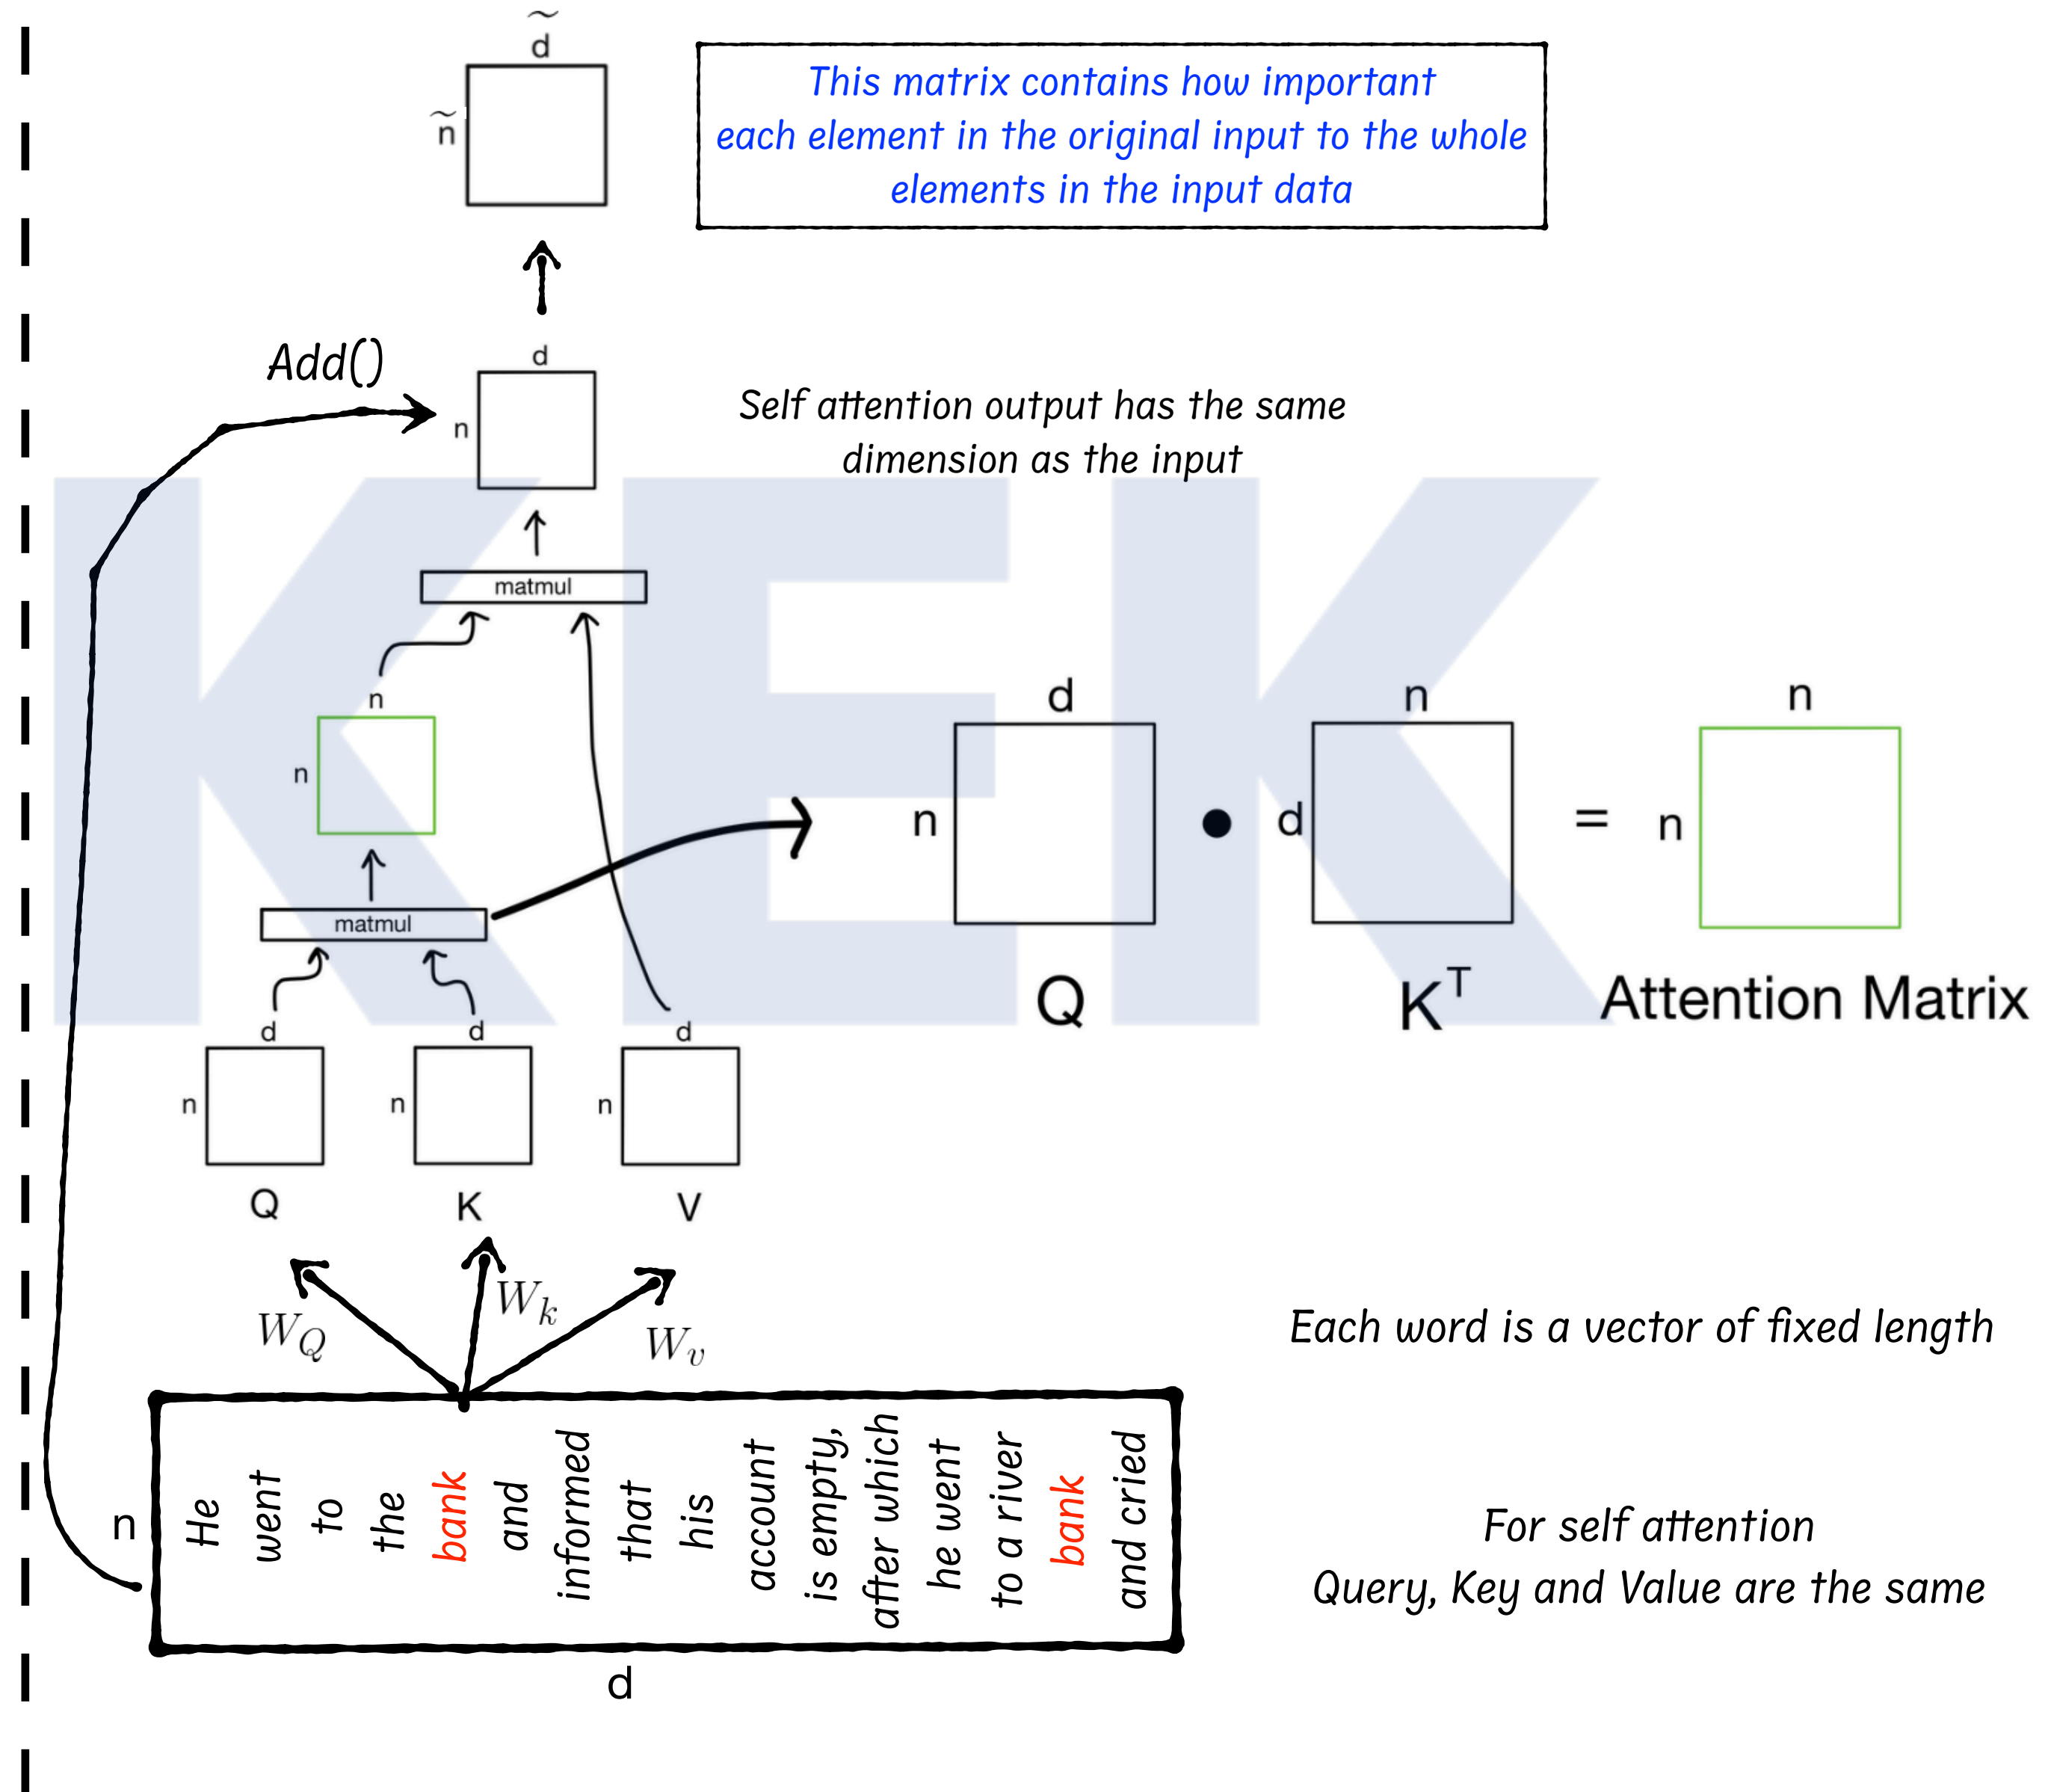 ~
d
~
n
This matrix contains how important
each element in the original input to the whole
elements in the input data
Add()
d
n
Self attention output has the same
dimension as the input
KEK
matmul
n
n
matmul
d
n
Q
d
n
K
d
n
V
d
n
Q
n
d
K^T
=
n
n
Attention Matrix
W_Q
W_k
W_v
Each word is a vector of fixed length
n
He
went
to
the
bank
and
informed
that
his
account
is empty,
after which
he went
to a river
bank
and cried
d
For self attention
Query, Key and Value are the same